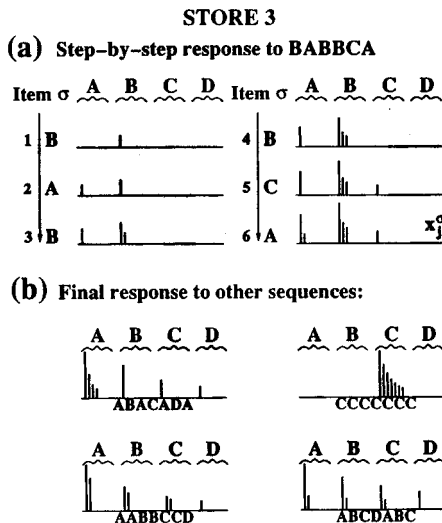 STORE 3
(a) Step-by-step response to BABBCA
Item σ A B C D Item σ A B C D
1 B 4 B
2 A 5 C
3 B 6 A x_j^σ
(b) Final response to other sequences:
A B C D A B C D
ABACADA CCCCCCC
A B C D A B C D
AABBCCD ABCDABC